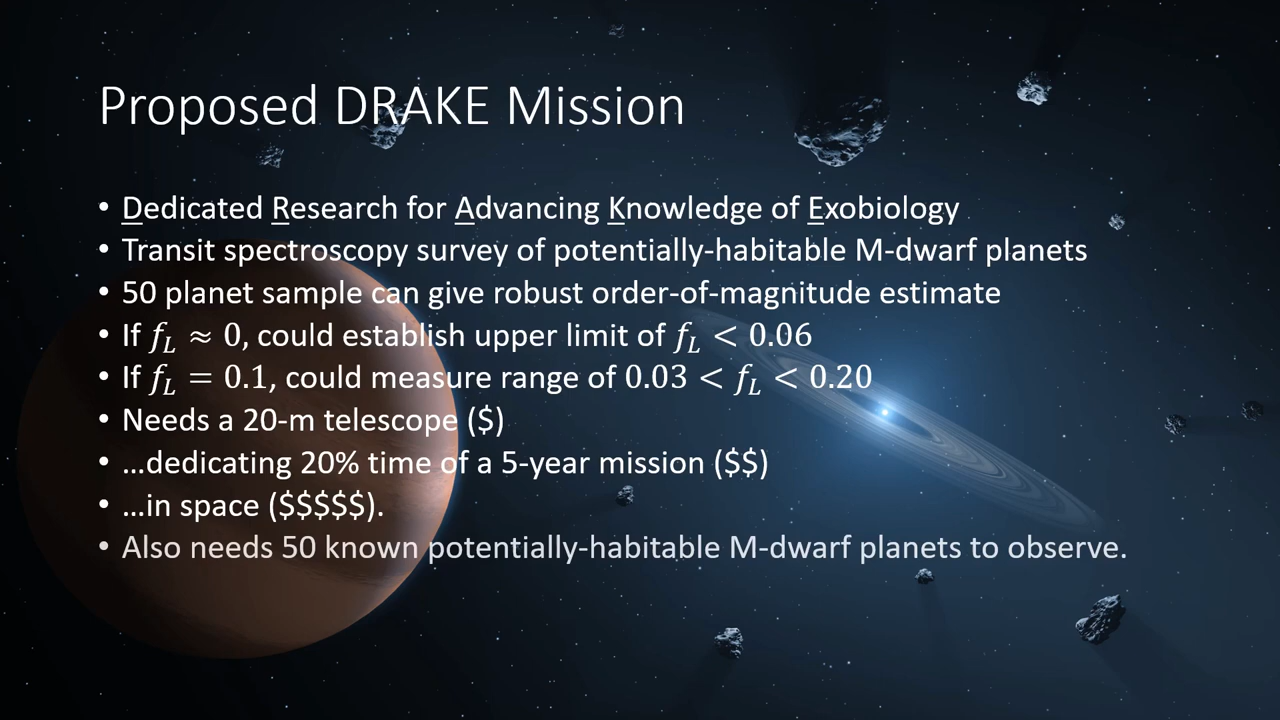 Proposed DRAKE Mission
• Dedicated Research for Advancing Knowledge of Exobiology
• Transit spectroscopy survey of potentially-habitable M-dwarf planets
• 50 planet sample can give robust order-of-magnitude estimate
• If f_L ≈ 0, could establish upper limit of f_L < 0.06
• If f_L = 0.1, could measure range of 0.03 < f_L < 0.20
• Needs a 20-m telescope ($)
• …dedicating 20% time of a 5-year mission ($$)
• …in space ($$$$$).
• Also needs 50 known potentially-habitable M-dwarf planets to observe.